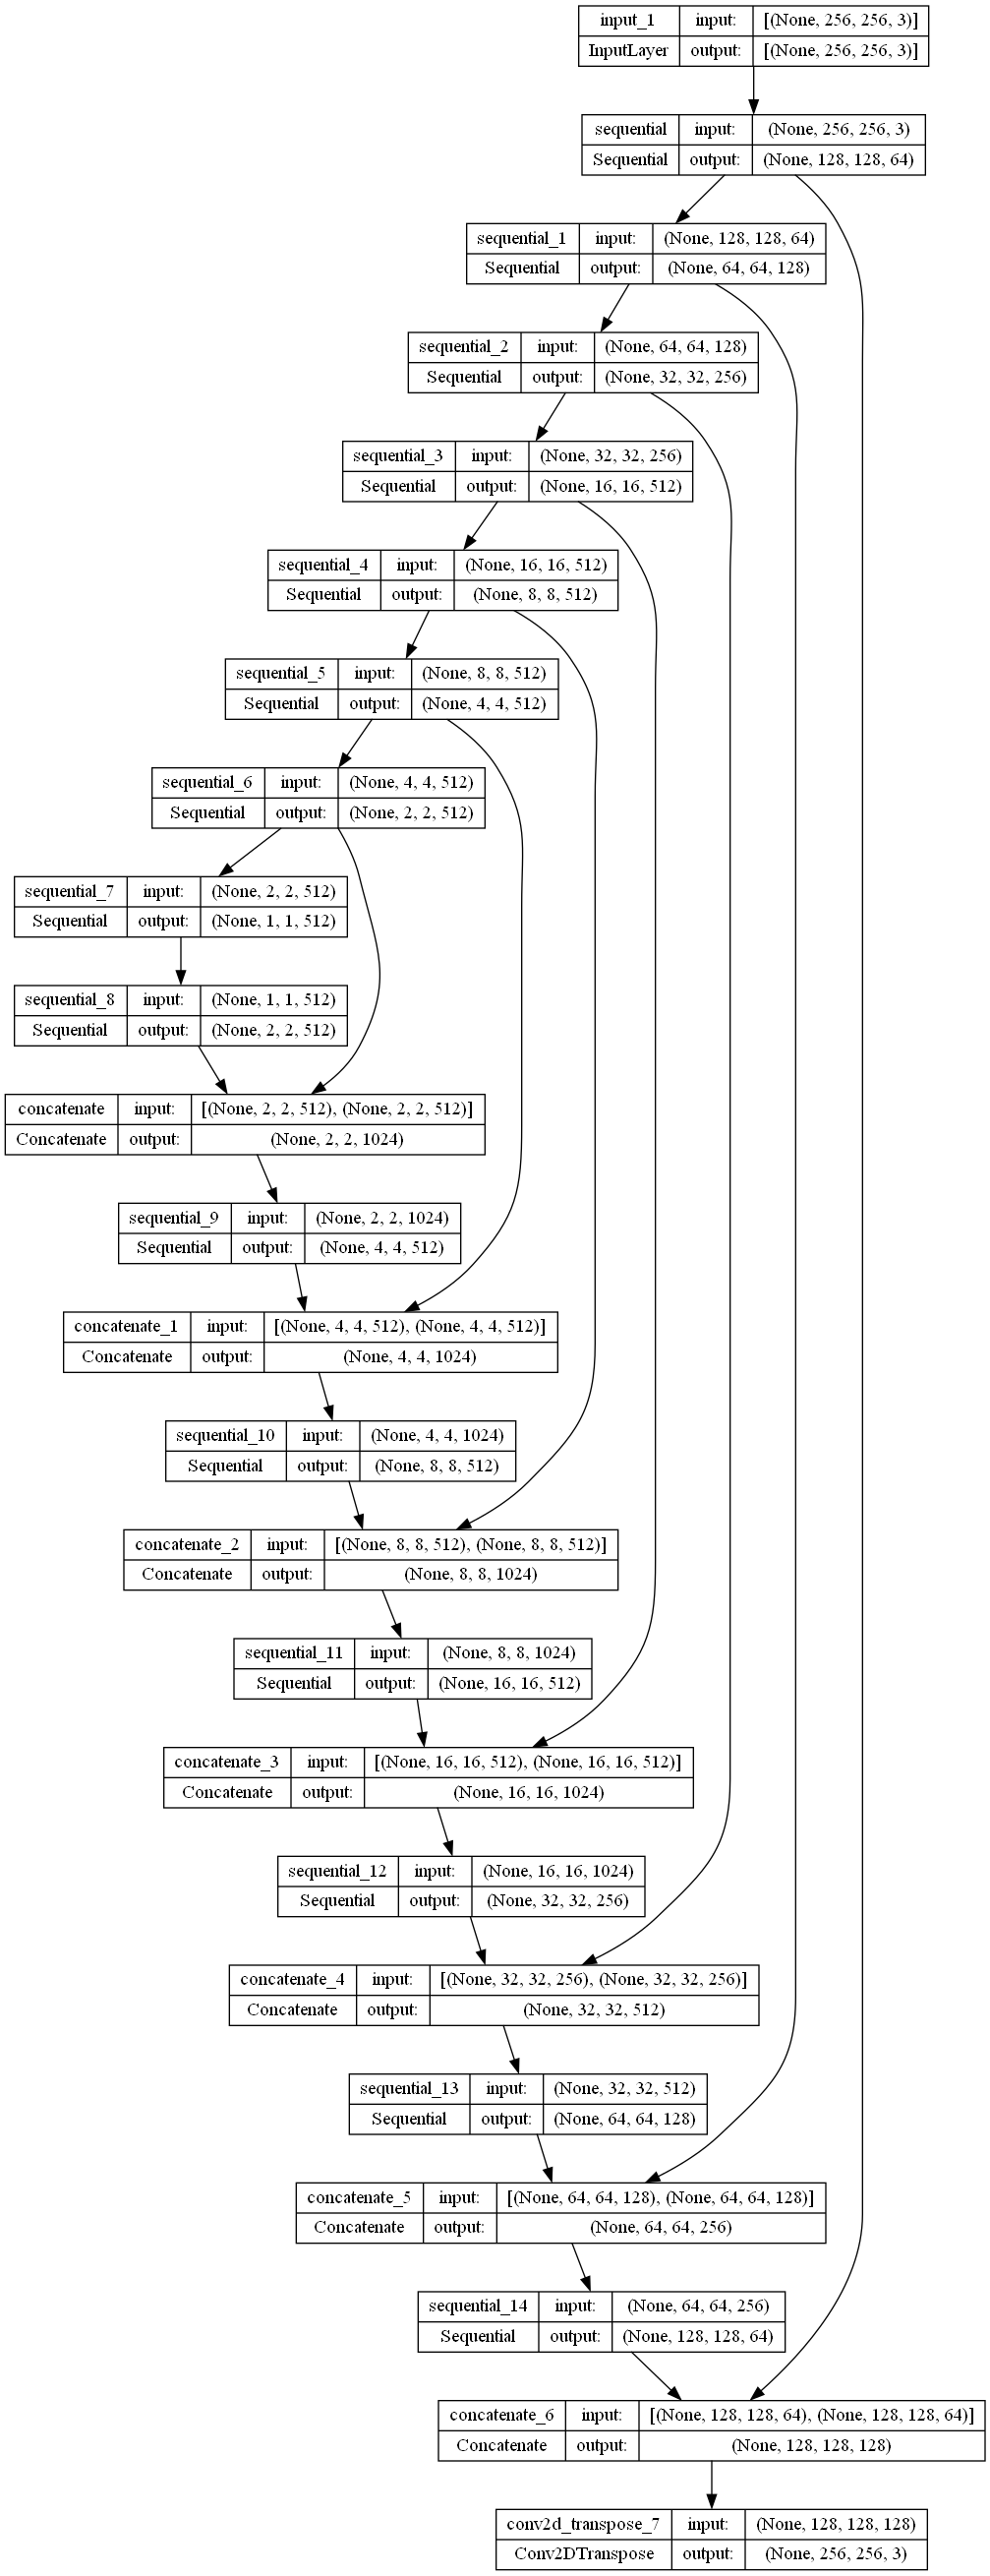 input_1 input: [(None, 256, 256, 3)]
InputLayer output: [(None, 256, 256, 3)]
sequential input: (None, 256, 256, 3)
Sequential output: (None, 128, 128, 64)
sequential_1 input: (None, 128, 128, 64)
Sequential output: (None, 64, 64, 128)
sequential_2 input: (None, 64, 64, 128)
Sequential output: (None, 32, 32, 256)
sequential_3 input: (None, 32, 32, 256)
Sequential output: (None, 16, 16, 512)
sequential_4 input: (None, 16, 16, 512)
Sequential output: (None, 8, 8, 512)
sequential_5 input: (None, 8, 8, 512)
Sequential output: (None, 4, 4, 512)
sequential_6 input: (None, 4, 4, 512)
Sequential output: (None, 2, 2, 512)
sequential_7 input: (None, 2, 2, 512)
Sequential output: (None, 1, 1, 512)
sequential_8 input: (None, 1, 1, 512)
Sequential output: (None, 2, 2, 512)
concatenate input: [(None, 2, 2, 512), (None, 2, 2, 512)]
Concatenate output: (None, 2, 2, 1024)
sequential_9 input: (None, 2, 2, 1024)
Sequential output: (None, 4, 4, 512)
concatenate_1 input: [(None, 4, 4, 512), (None, 4, 4, 512)]
Concatenate output: (None, 4, 4, 1024)
sequential_10 input: (None, 4, 4, 1024)
Sequential output: (None, 8, 8, 512)
concatenate_2 input: [(None, 8, 8, 512), (None, 8, 8, 512)]
Concatenate output: (None, 8, 8, 1024)
sequential_11 input: (None, 8, 8, 1024)
Sequential output: (None, 16, 16, 512)
concatenate_3 input: [(None, 16, 16, 512), (None, 16, 16, 512)]
Concatenate output: (None, 16, 16, 1024)
sequential_12 input: (None, 16, 16, 1024)
Sequential output: (None, 32, 32, 256)
concatenate_4 input: [(None, 32, 32, 256), (None, 32, 32, 256)]
Concatenate output: (None, 32, 32, 512)
sequential_13 input: (None, 32, 32, 512)
Sequential output: (None, 64, 64, 128)
concatenate_5 input: [(None, 64, 64, 128), (None, 64, 64, 128)]
Concatenate output: (None, 64, 64, 256)
sequential_14 input: (None, 64, 64, 256)
Sequential output: (None, 128, 128, 64)
concatenate_6 input: [(None, 128, 128, 64), (None, 128, 128, 64)]
Concatenate output: (None, 128, 128, 128)
conv2d_transpose_7 input: (None, 128, 128, 128)
Conv2DTranspose output: (None, 256, 256, 3)